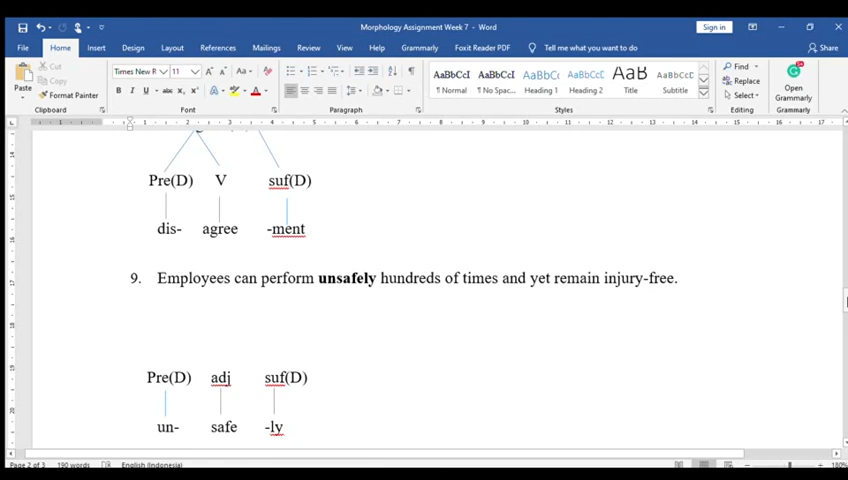 Morphology Assignment Week 7 - Word
Sign in
File Home Insert Design Layout References Mailings Review View Help Grammarly Foxit Reader PDF Tell me what you want to do Share
Paste
Cut
Copy
Format Painter
Clipboard
Times New R 11
Font
Paragraph
AaBbCcI AaBbCcI AaBbCcI AaBbCcI AaB AaBbCcI
¶ Normal ¶ No Spac... Heading 1 Heading 2 Title Subtitle
Styles
Find
Replace
Select
Editing
Open Grammarly
Grammarly
Pre(D) V suf(D)
dis- agree -ment
9. Employees can perform unsafely hundreds of times and yet remain injury-free.
Pre(D) adj suf(D)
un- safe -ly
Page 2 of 3 190 words English (Indonesia) 180%